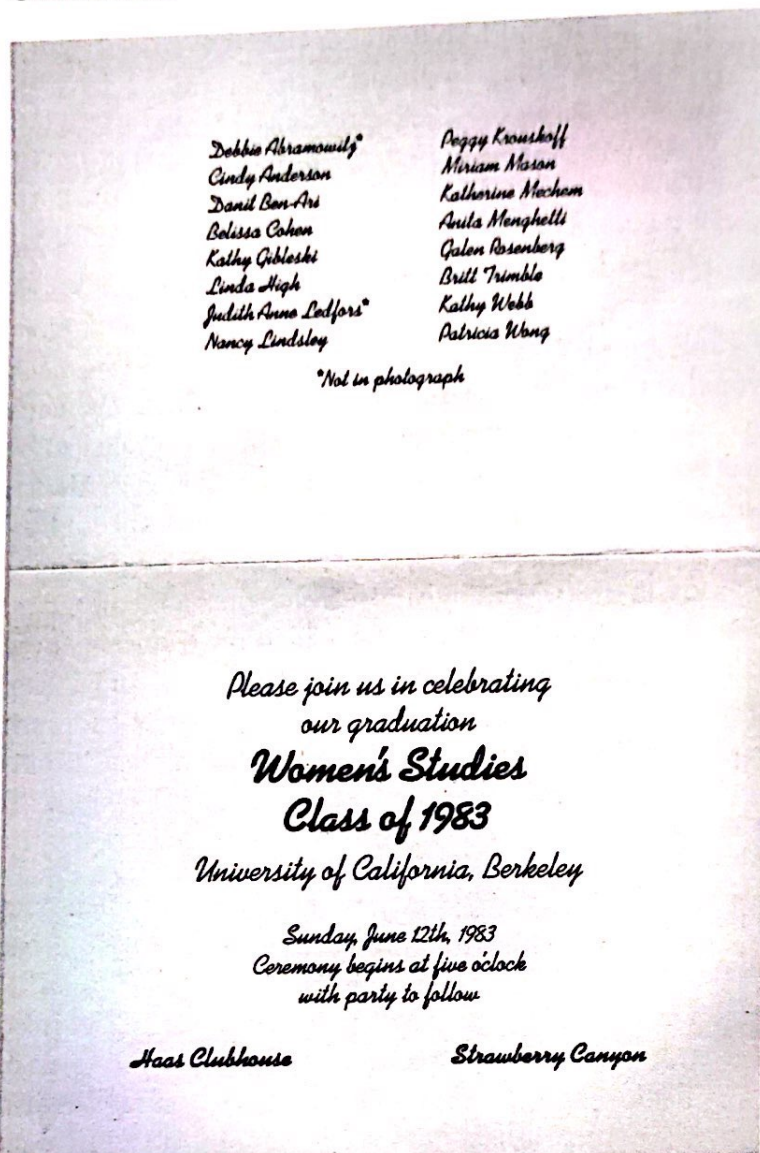 Debbie Abramowitz*
Cindy Anderson
Danit Ben-Ari
Belissa Cohen
Kathy Gibleski
Linda High
Judith Anne Ledfors*
Nancy Lindsley
Peggy Krouskoff
Miriam Mason
Katherine Mechem
Anita Menghetti
Galen Rosenberg
Britt Trimble
Kathy Webb
Patricia Wong
*Not in photograph
Please join us in celebrating
our graduation
Women's Studies
Class of 1983
University of California, Berkeley
Sunday, June 12th, 1983
Ceremony begins at five o'clock
with party to follow
Haas Clubhouse
Strawberry Canyon